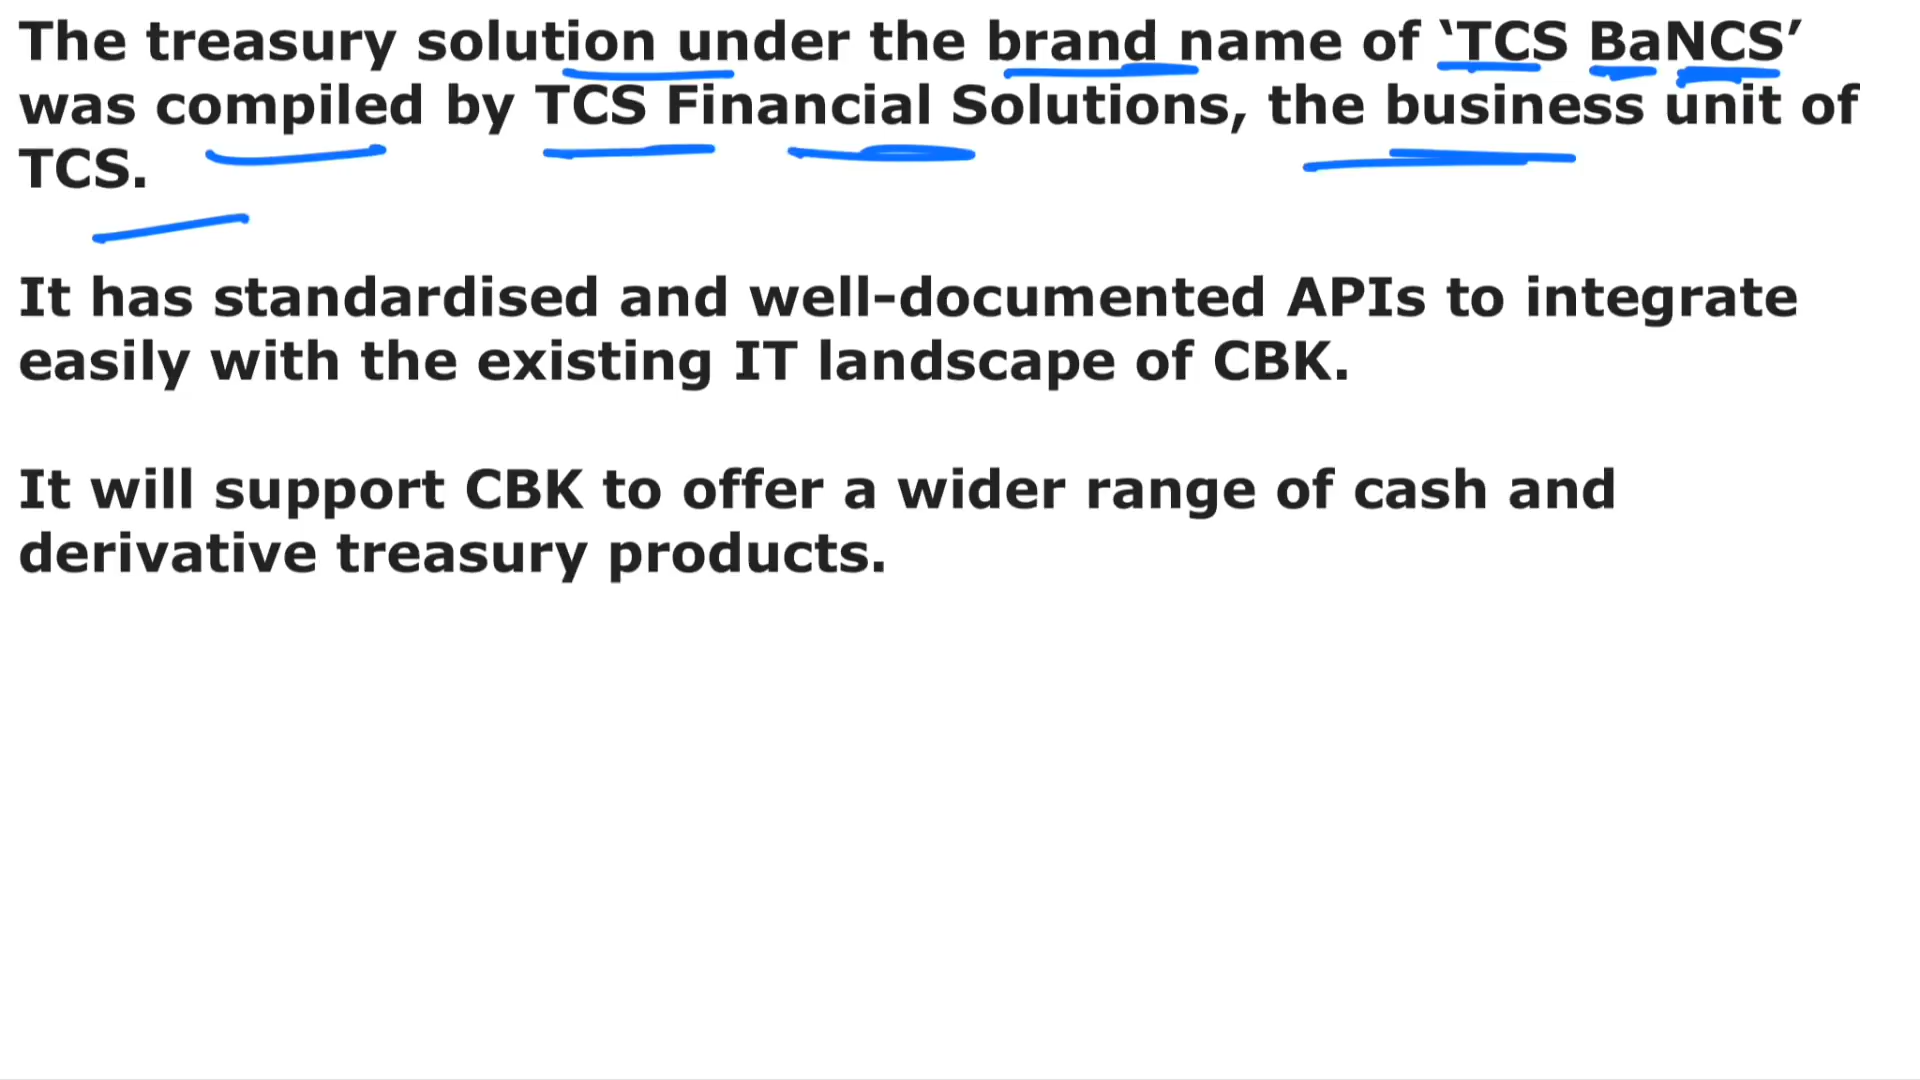 The treasury solution under the brand name of ‘TCS BaNCS’
was compiled by TCS Financial Solutions, the business unit of
TCS.
It has standardised and well-documented APIs to integrate
easily with the existing IT landscape of CBK.
It will support CBK to offer a wider range of cash and
derivative treasury products.